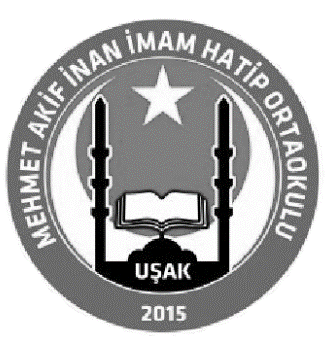 MEHMET AKİF İNAN İMAM HATİP ORTAOKULU
UŞAK
2015